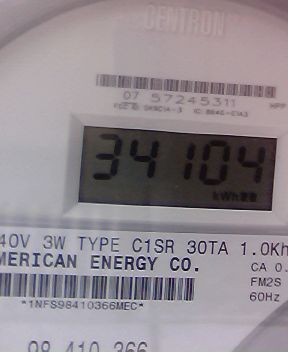 CENTRON
07 57245311
34104
kWh
40V 3W TYPE C1SR 30TA 1.0Kh
MERICAN ENERGY CO.
CA 0.
FM2S
60Hz
*1NFS98410366MEC*
98 410 366